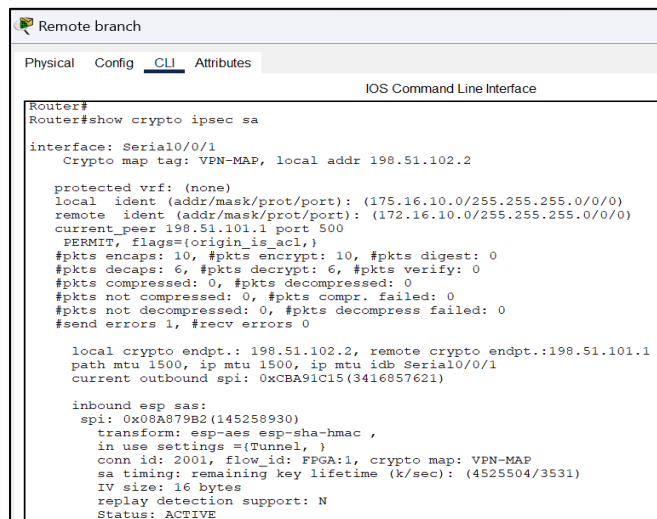 Remote branch
Physical Config CLI Attributes
IOS Command Line Interface
Router#
Router#show crypto ipsec sa
interface: Serial0/0/1
Crypto map tag: VPN-MAP, local addr 198.51.102.2
protected vrf: (none)
local ident (addr/mask/prot/port): (175.16.10.0/255.255.255.0/0/0)
remote ident (addr/mask/prot/port): (172.16.10.0/255.255.255.0/0/0)
current_peer 198.51.101.1 port 500
PERMIT, flags={origin_is_acl,}
#pkts encaps: 10, #pkts encrypt: 10, #pkts digest: 0
#pkts decaps: 6, #pkts decrypt: 6, #pkts verify: 0
#pkts compressed: 0, #pkts decompressed: 0
#pkts not compressed: 0, #pkts compr. failed: 0
#pkts not decompressed: 0, #pkts decompress failed: 0
#send errors 1, #recv errors 0
local crypto endpt.: 198.51.102.2, remote crypto endpt.:198.51.101.1
path mtu 1500, ip mtu 1500, ip mtu idb Serial0/0/1
current outbound spi: 0xCBA91C15(3416857621)
inbound esp sas:
spi: 0x08A879B2(145258930)
transform: esp-aes esp-sha-hmac ,
in use settings ={Tunnel, }
conn id: 2001, flow_id: FPGA:1, crypto map: VPN-MAP
sa timing: remaining key lifetime (k/sec): (4525504/3531)
IV size: 16 bytes
replay detection support: N
Status: ACTIVE